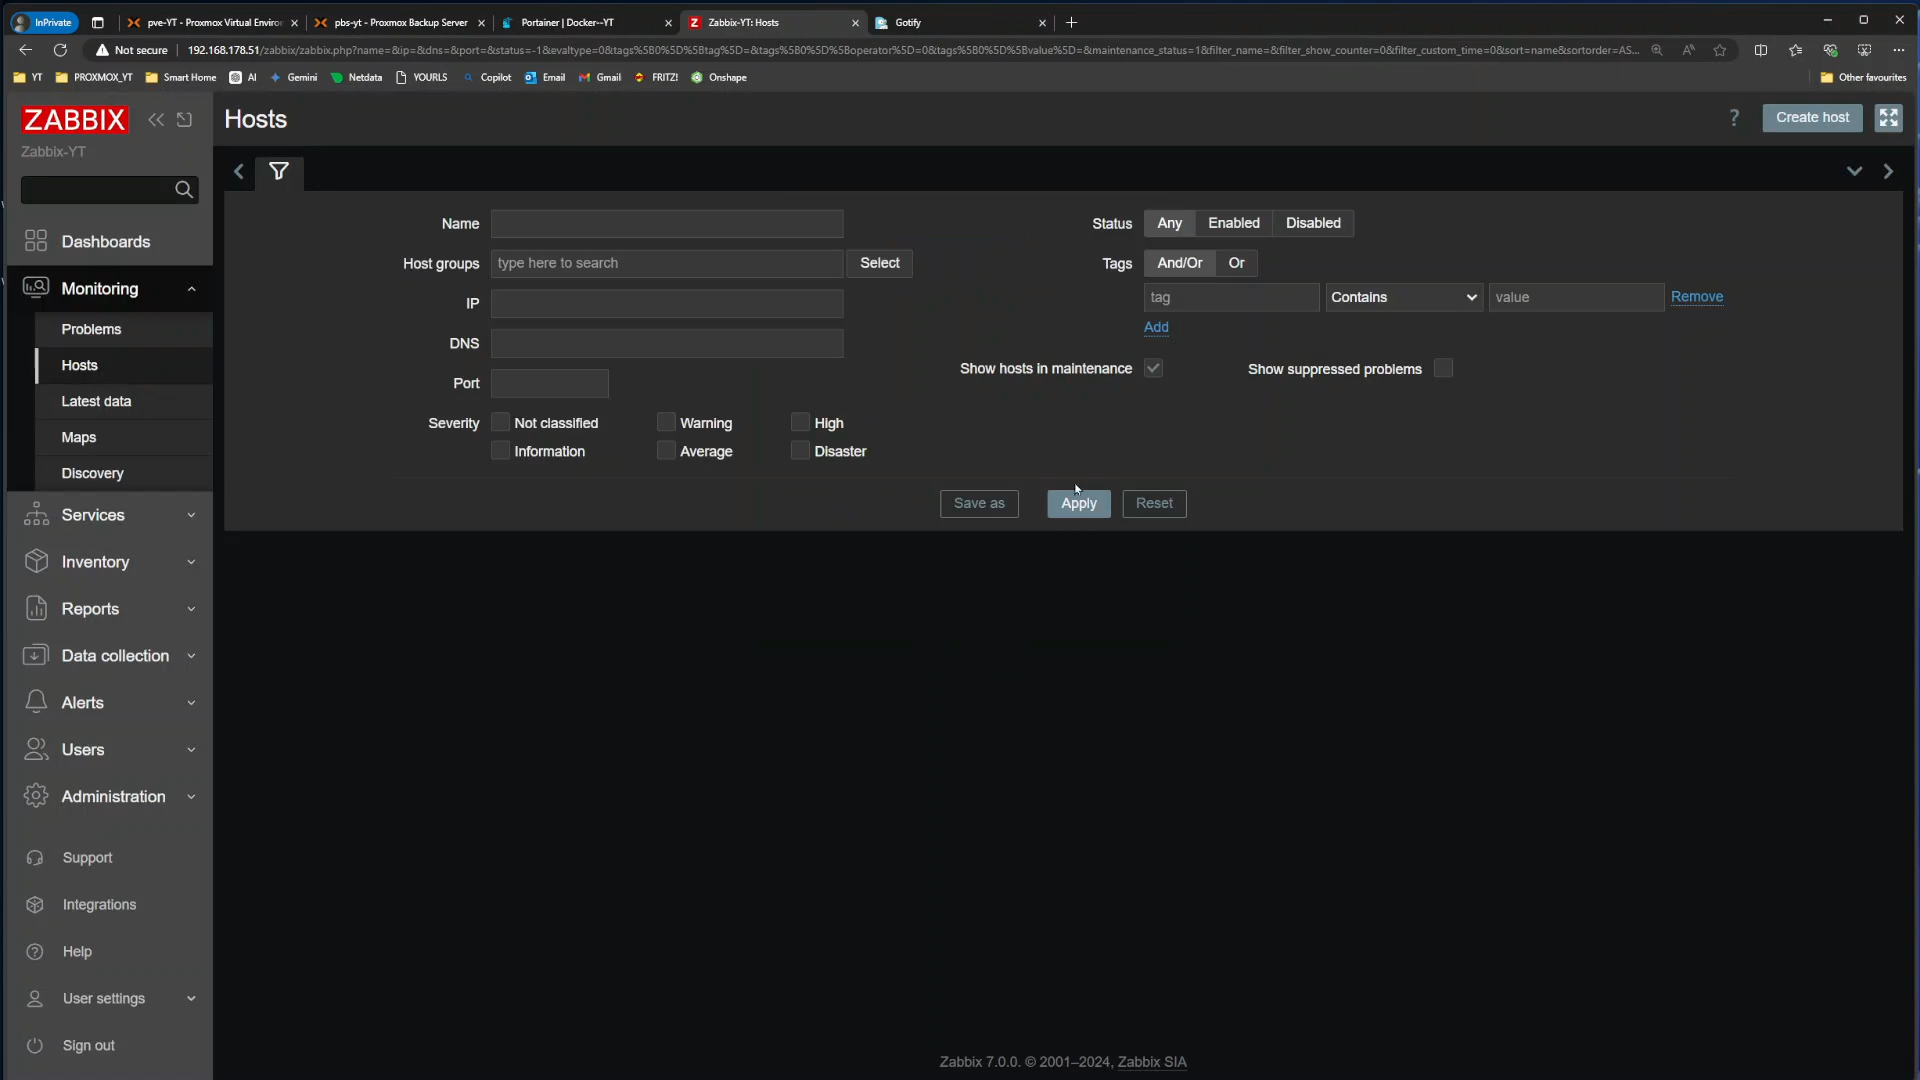 InPrivate
pve-YT - Proxmox Virtual Enviror
pbs-yt - Proxmox Backup Server
Portainer | Docker--YT
Zabbix-YT: Hosts
Gotify
Not secure
192.168.178.51/zabbix/zabbix.php?name=&ip=&dns=&port=&status=-1&evaltype=0&tags%5B0%5D%5Btag%5D=&tags%5B0%5D%5Boperator%5D=0&tags%5B0%5D%5Bvalue%5D=&maintenance_status=1&filter_name=&filter_show_counter=0&filter_custom_time=0&sort=name&sortorder=AS...
YT
PROXMOX_YT
Smart Home
AI
Gemini
Netdata
YOURLS
Copilot
Email
Gmail
FRITZ!
Onshape
Other favourites
ZABBIX
Zabbix-YT
Dashboards
Monitoring
Problems
Hosts
Latest data
Maps
Discovery
Services
Inventory
Reports
Data collection
Alerts
Users
Administration
Support
Integrations
Help
User settings
Sign out
Hosts
?
Create host
Name
Host groups
type here to search
Select
IP
DNS
Port
Severity
Not classified
Warning
High
Information
Average
Disaster
Status
Any
Enabled
Disabled
Tags
And/Or
Or
tag
Contains
value
Remove
Add
Show hosts in maintenance
Show suppressed problems
Save as
Apply
Reset
Zabbix 7.0.0. © 2001–2024, Zabbix SIA